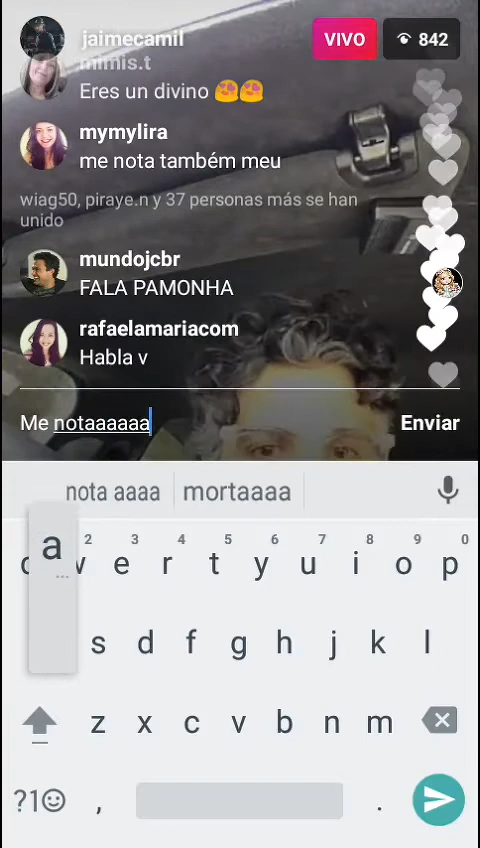 jaimecamil
VIVO
842
mimis.t
Eres un divino 😍😍
mymylira
me nota também meu
wiag50, piraye.n y 37 personas más se han
unido
mundojcbr
FALA PAMONHA
rafaelamariacom
Habla v
Me notaaaaaa
Enviar
nota aaaa
mortaaaa
a
...
2 3 4 5 6 7 8 9 0
e r t y u i o p
s d f g h j k l
z x c v b n m
?1☺ , .